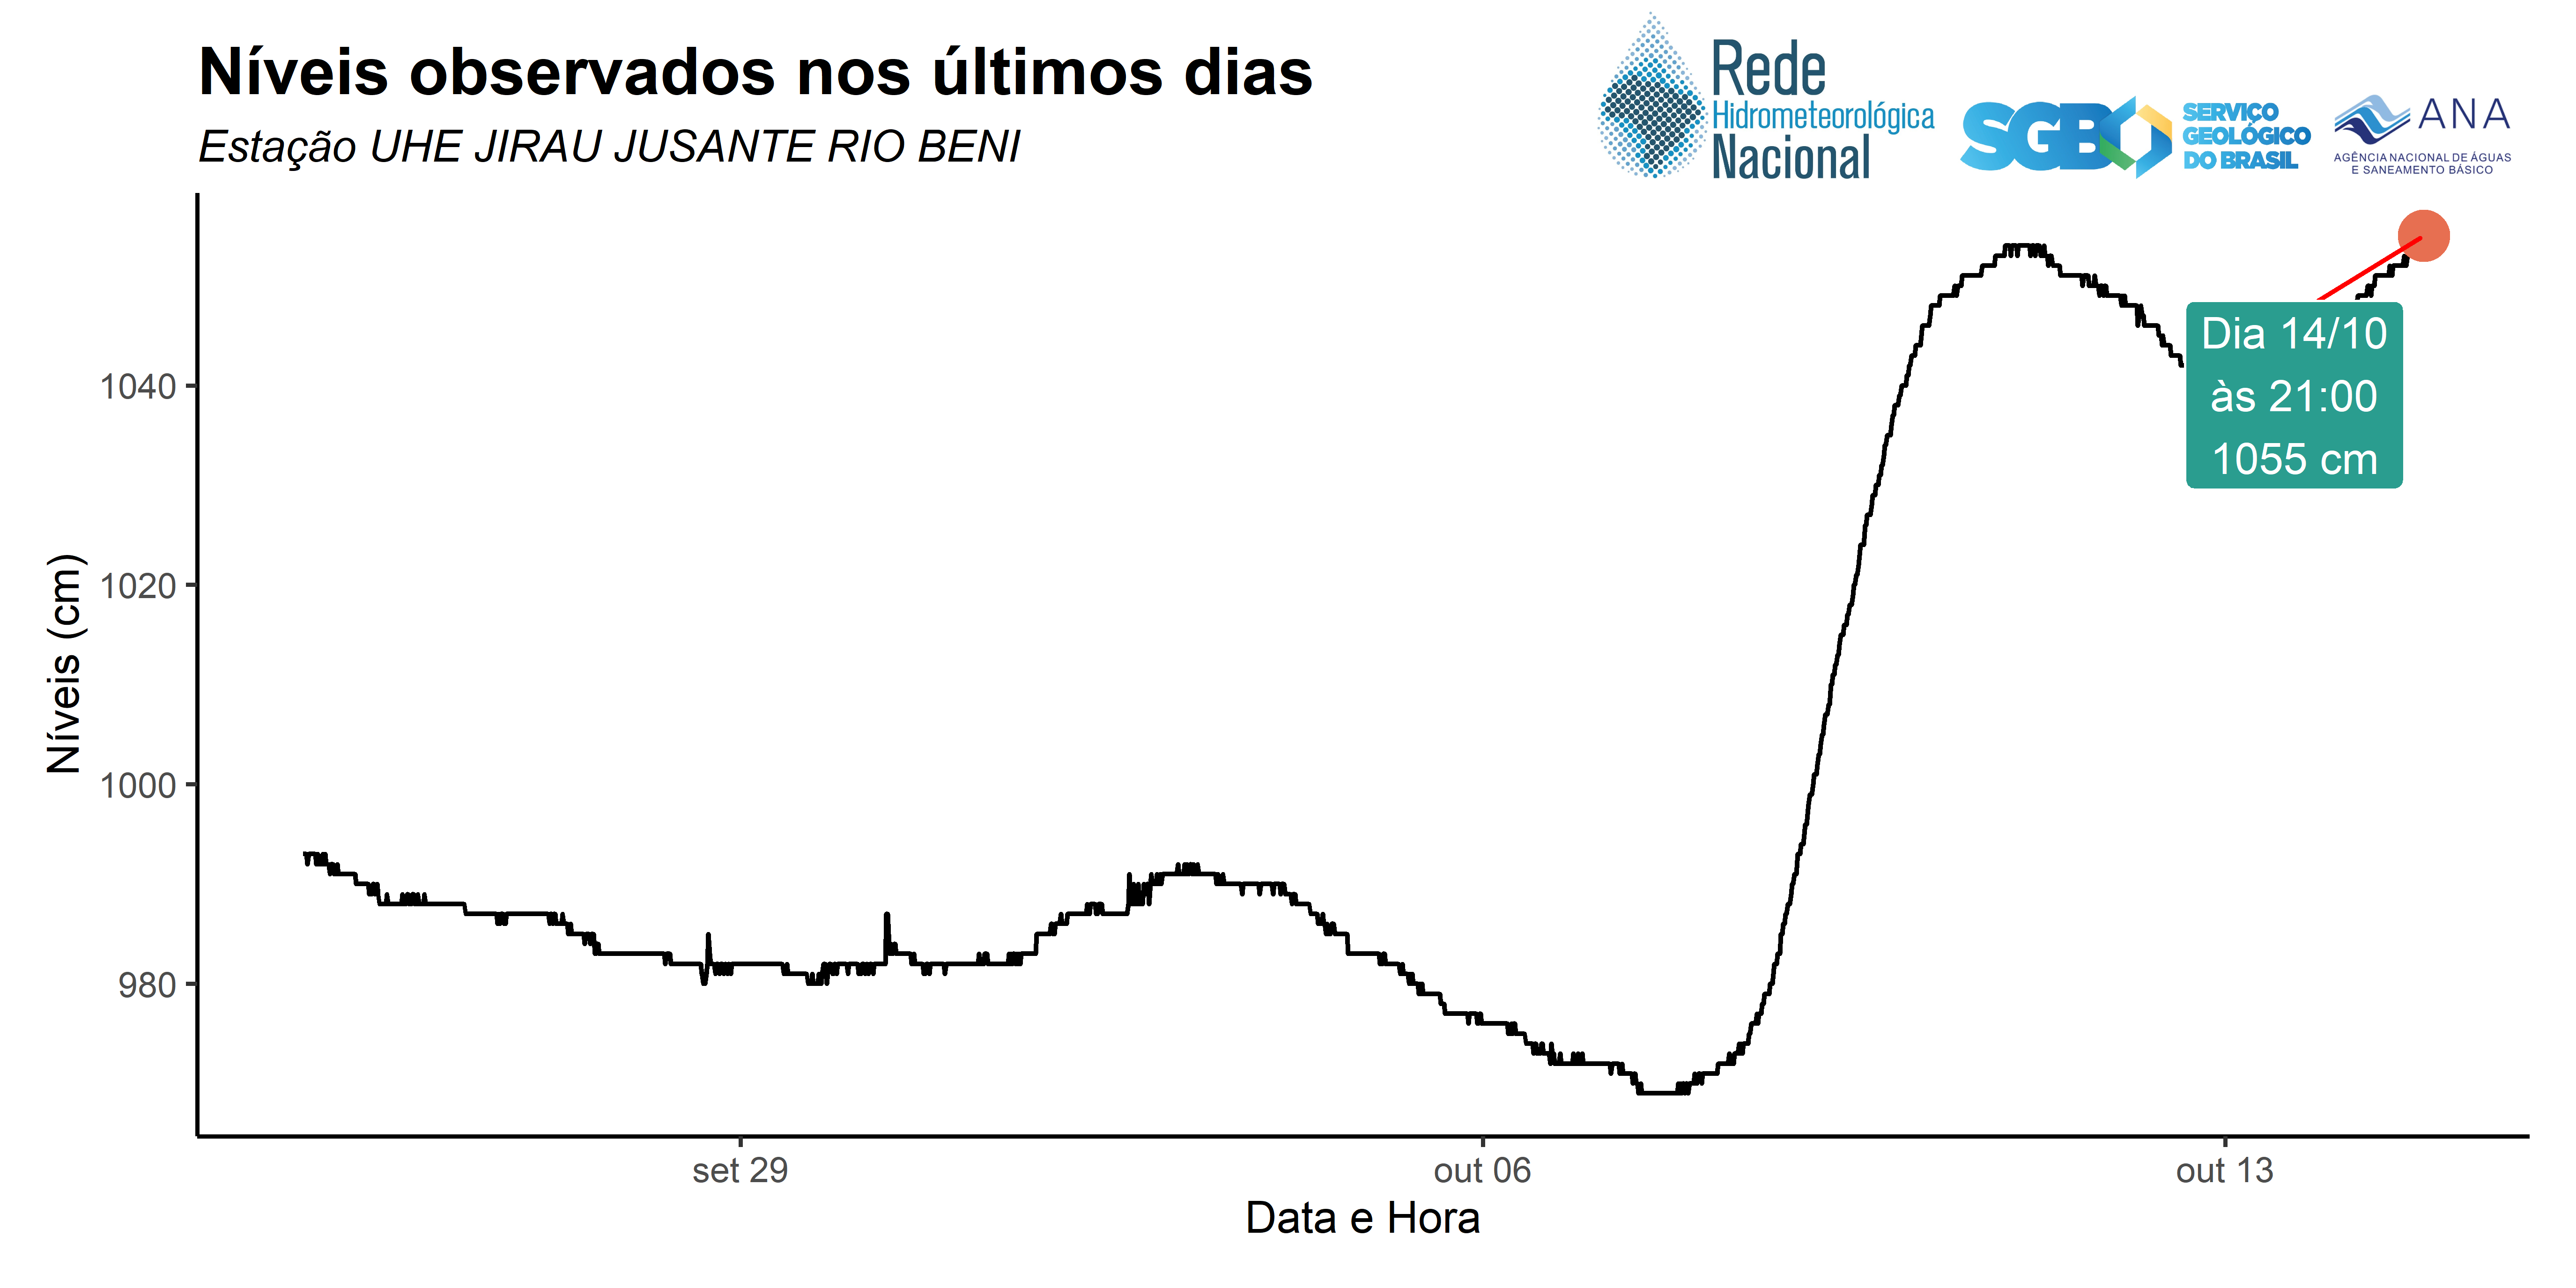 Níveis observados nos últimos dias
Estação UHE JIRAU JUSANTE RIO BENI
Rede
Hidrometeorológica
Nacional
SGB
SERVIÇO
GEOLÓGICO
DO BRASIL
ANA
AGÊNCIA NACIONAL DE ÁGUAS
E SANEAMENTO BÁSICO
Níveis (cm)
1040
1020
1000
980
Dia 14/10
às 21:00
1055 cm
set 29
out 06
out 13
Data e Hora